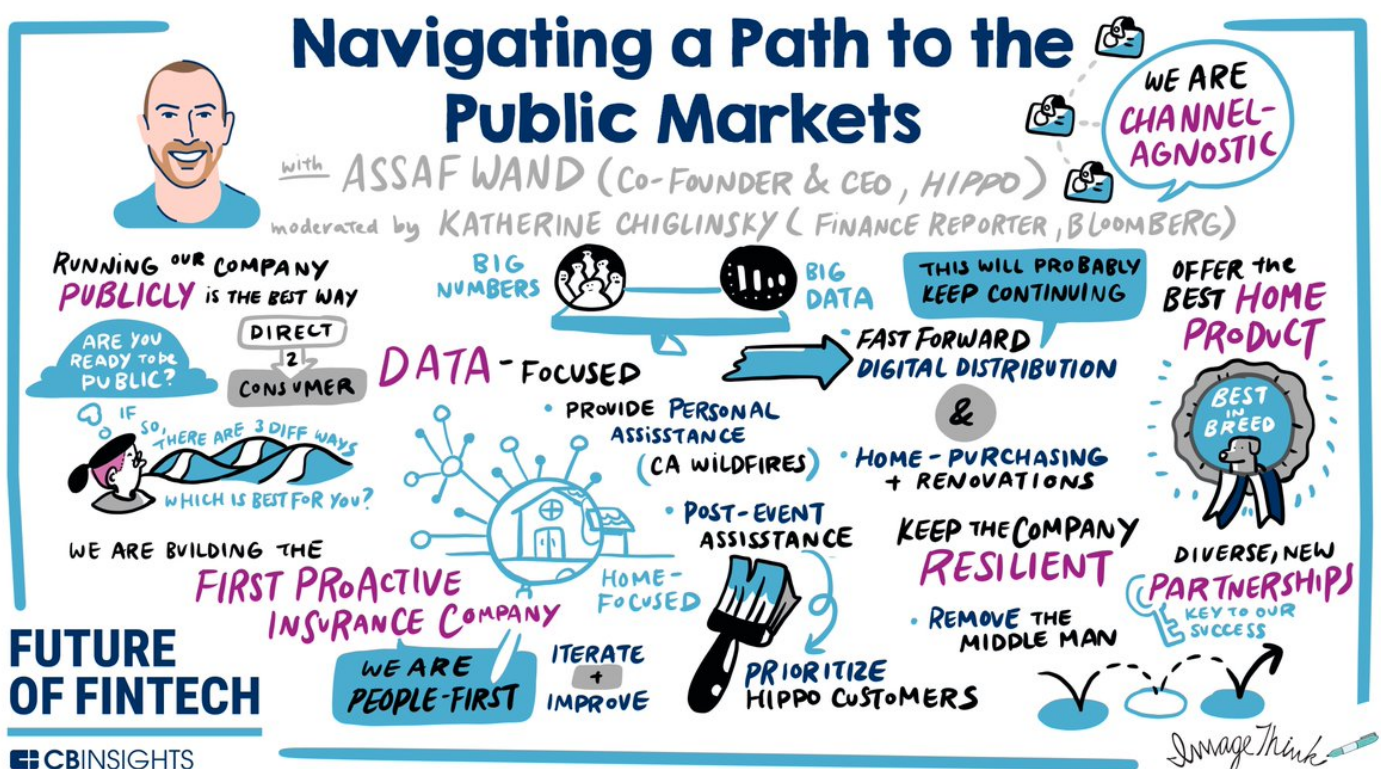 Navigating a Path to the
Public Markets
with ASSAF WAND (CO-FOUNDER & CEO, HIPPO)
moderated by KATHERINE CHIGLINSKY (FINANCE REPORTER, BLOOMBERG)
WE ARE
CHANNEL-
AGNOSTIC
RUNNING OUR COMPANY
PUBLICLY IS THE BEST WAY
ARE YOU
READY TO be
PUBLIC?
DIRECT
2
CONSUMER
IF
SO,
THERE ARE 3 DIFF WAYS
WHICH IS BEST FOR YOU?
BIG
NUMBERS
BIG
DATA
DATA-FOCUSED
• PROVIDE PERSONAL
ASSISSTANCE
(CA WILDFIRES)
• POST-EVENT
ASSISSTANCE
HOME-
FOCUSED
PRIORITIZE
HIPPO CUSTOMERS
WE ARE BUILDING THE
FIRST PROACTIVE
INSURANCE COMPANY
WE ARE
PEOPLE-FIRST
ITERATE
+
IMPROVE
THIS WILL PROBABLY
KEEP CONTINUING
• FAST FORWARD
DIGITAL DISTRIBUTION
&
• HOME-PURCHASING
+ RENOVATIONS
KEEP THE COMPANY
RESILIENT
• REMOVE THE
MIDDLE MAN
OFFER the
BEST HOME
PRODUCT
BEST
IN
BREED
DIVERSE, NEW
PARTNERSHIPS
KEY TO OUR
SUCCESS
FUTURE
OF FINTECH
CBINSIGHTS
ImageThink